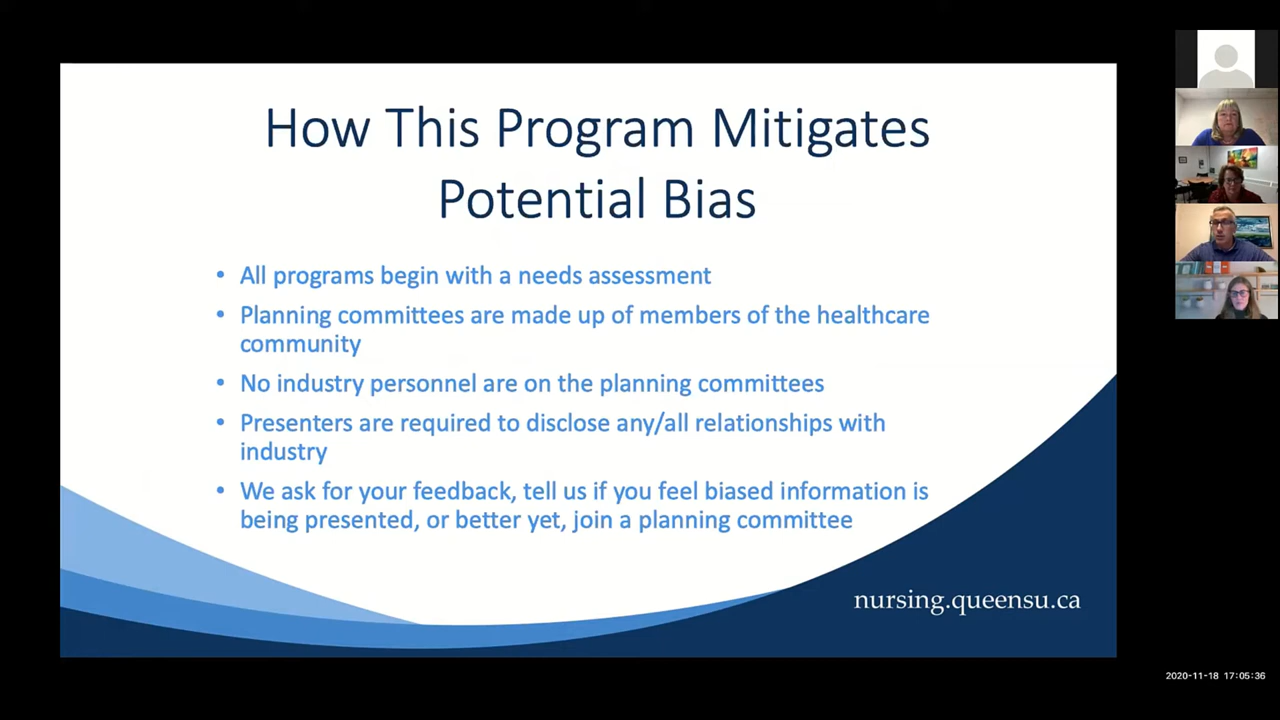 How This Program Mitigates
Potential Bias
• All programs begin with a needs assessment
• Planning committees are made up of members of the healthcare
community
• No industry personnel are on the planning committees
• Presenters are required to disclose any/all relationships with
industry
• We ask for your feedback, tell us if you feel biased information is
being presented, or better yet, join a planning committee
nursing.queensu.ca
2020-11-18 17:05:36